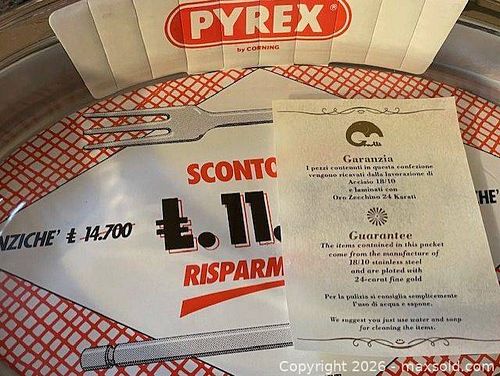 PYREX®
by CORNING
SCONTO
NZICHE' ₤ 14.700
₤.11.
RISPARM
Garanzia
I pezzi contenuti in questa confezione
vengono ricavati dalla lavorazione di
Acciaio 18/10
e laminati con
Oro Zecchino 24 Karati
Guarantee
The items contained in this packet
come from the manufacture of
18/10 stainless steel
and are plated with
24-carat fine gold
Per la pulizia si consiglia semplicemente
l'uso di acqua e sapone.
We suggest you just use water and soap
for cleaning the items.
HE' ₤
Copyright 2026 - maxsold.com